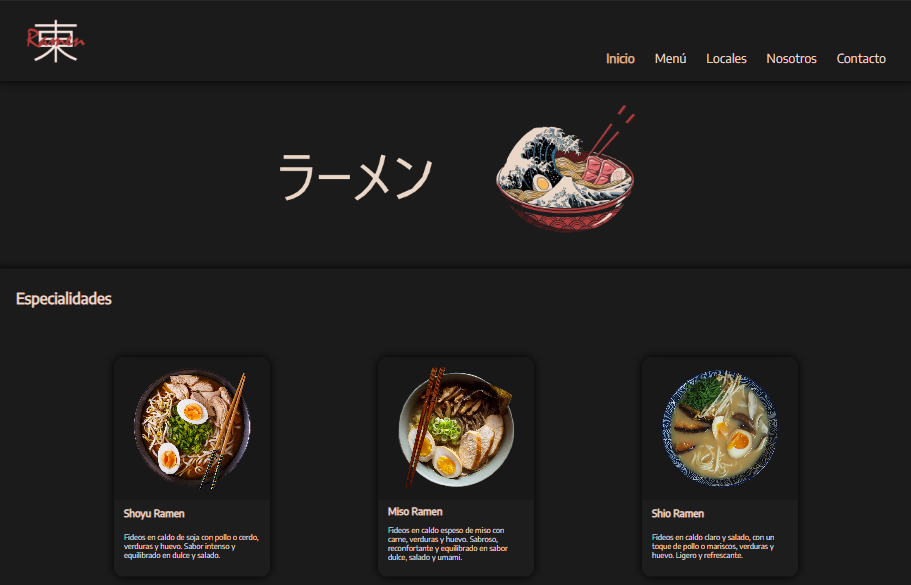 東
Ramen
Inicio Menú Locales Nosotros Contacto
ラーメン
Especialidades
Shoyu Ramen
Fideos en caldo de soja con pollo o cerdo,
verduras y huevo. Sabor intenso y
equilibrado en dulce y salado.
Miso Ramen
Fideos en caldo espeso de miso con
carne, verduras y huevo. Sabroso,
reconfortante y equilibrado en sabor
dulce, salado y umami.
Shio Ramen
Fideos en caldo claro y salado, con un
toque de pollo o mariscos, verduras y
huevo. Ligero y refrescante.